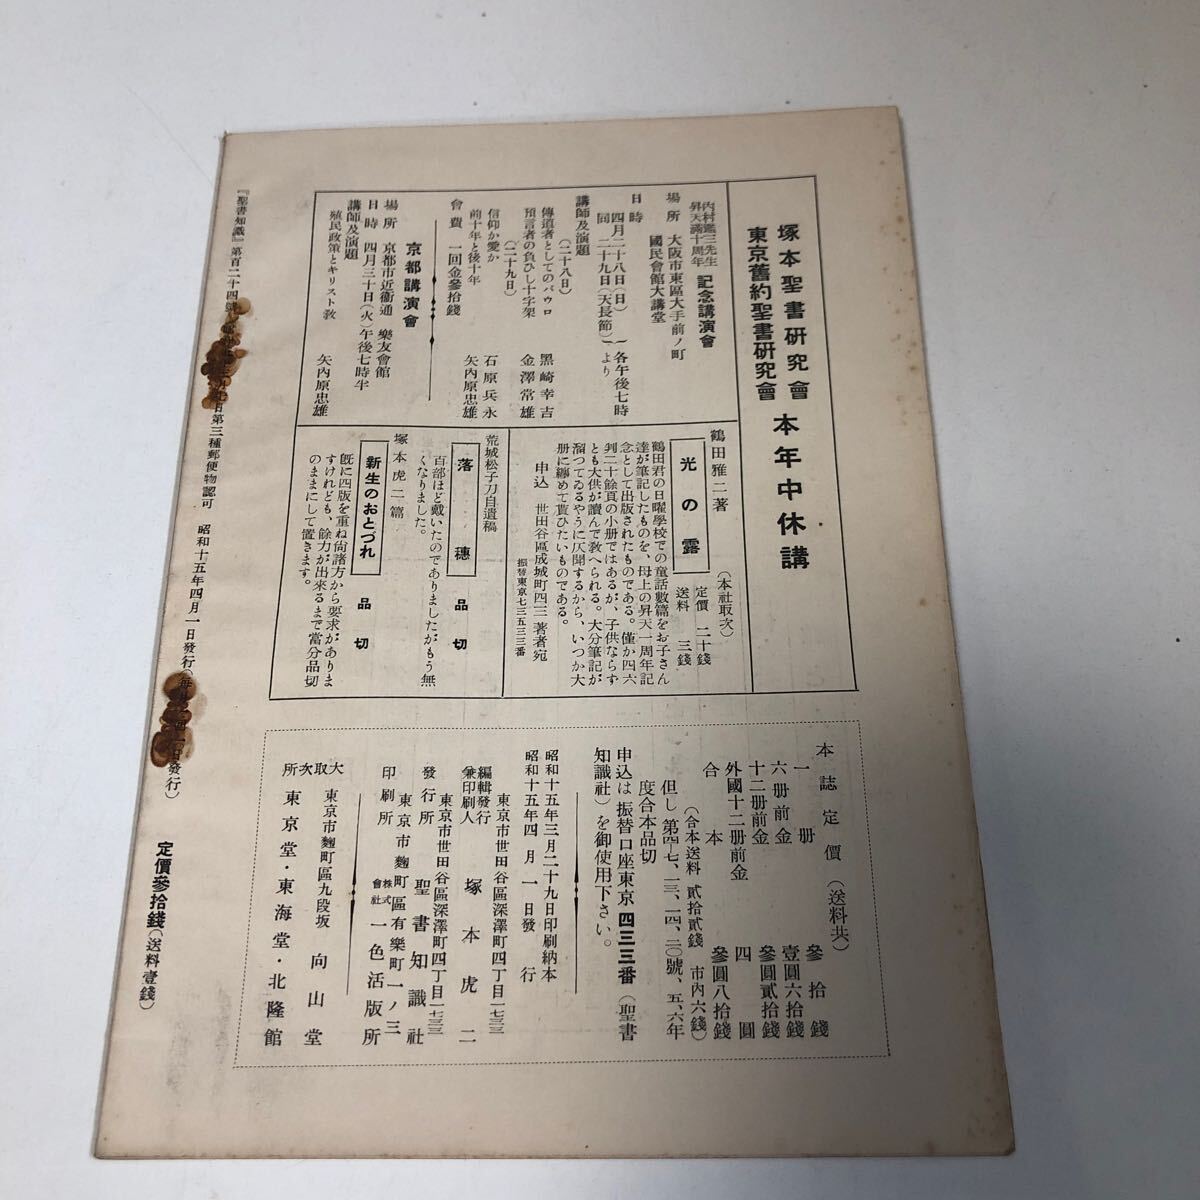 塚本聖書研究會
東京舊約聖書研究會
本年中休講
内村鑑三先生
昇天滿十周年
記念講演會
場所 大阪市東區大手前ノ町
國民會館大講堂
日時 四月二十八日(日)
同 二十九日(天長節)
各午後七時
より
講師及演題
(二十八日)
傳道者としてのパウロ 黑崎幸吉
預言者の負ひし十字架 金澤常雄
(二十九日)
信仰か愛か 石原兵永
前十年と後十年 矢内原忠雄
會費 一回金參拾錢
京都講演會
場所 京都市近衞通 樂友會館
日時 四月三十日(火)午後七時半
講師及演題
殖民政策とキリスト敎 矢内原忠雄
鶴田雅二著
光の露
(本社取次)
定價 二十錢
送料 三錢
鶴田君の日曜學校での童話數篇をお子さん
達が筆記したものを、母上の昇天一周年記
念として出版されたものである。僅か四六
判二十餘頁の小册ではあるが、子供ならず
とも大供が讀んで敎へられる。大分筆記が
溜つてゐるやうに仄聞するから、いつか大
册に纏めて貰ひたいものである。
申込 世田谷區成城町四三 著者宛
振替東京七三五三三番
荒城松子刀自遺稿
落穗 品切
百部ほど戴いたのでありましたがもう無
くなりました。
塚本虎二篇
新生のおとづれ 品切
旣に四版を重ね尙諸方から要求がありま
すけれども、餘力が出來るまで當分品切
のままにして置きます。
本誌定價(送料共)
一册 參拾錢
六册前金 壹圓六拾錢
十二册前金 參圓貳拾錢
外國十二册前金 四圓
合本 參圓八拾錢
(合本送料 貳拾貳錢 市内六錢)
但し第四七、一三、一四、二〇號、五、六年
度合本品切
申込は振替口座東京四三三番(聖書
知識社)を御使用下さい。
昭和十五年三月二十九日印刷納本
昭和十五年四月一日發行
東京市世田谷區深澤町四丁目一七三三
編輯發行
兼印刷人
塚本虎二
東京市世田谷區深澤町四丁目一七三三
發行所 聖書知識社
東京市麴町區有樂町一ノ三
印刷所 株式會社 一色活版所
大取次所
東京市麴町區九段坂 向山堂
東京堂・東海堂・北隆館
『聖書知識』第百二十四號
日第三種郵便物認可
昭和十五年四月一日發行(每月
一日發行)
定價參拾錢(送料壹錢)